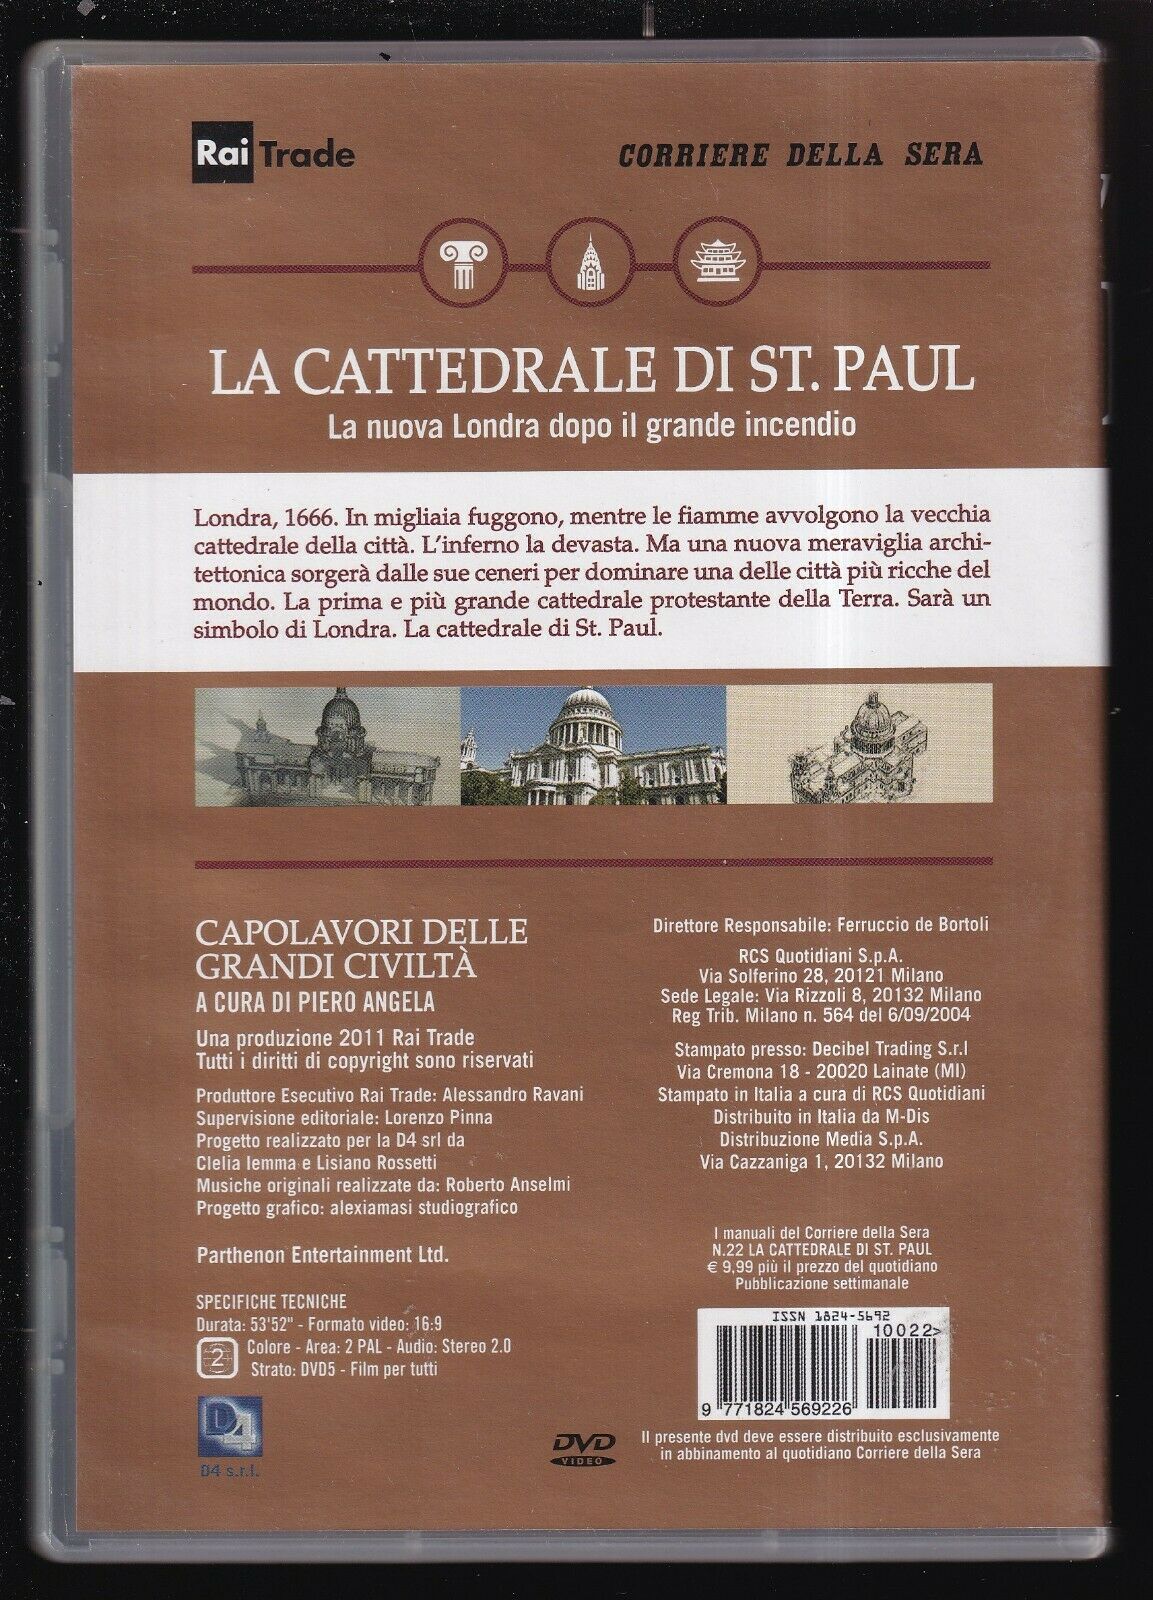 Rai Trade
CORRIERE DELLA SERA
LA CATTEDRALE DI ST. PAUL
La nuova Londra dopo il grande incendio
Londra, 1666. In migliaia fuggono, mentre le fiamme avvolgono la vecchia
cattedrale della città. L'inferno la devasta. Ma una nuova meraviglia archi-
tettonica sorgerà dalle sue ceneri per dominare una delle città più ricche del
mondo. La prima e più grande cattedrale protestante della Terra. Sarà un
simbolo di Londra. La cattedrale di St. Paul.
CAPOLAVORI DELLE
GRANDI CIVILTÀ
A CURA DI PIERO ANGELA
Una produzione 2011 Rai Trade
Tutti i diritti di copyright sono riservati
Produttore Esecutivo Rai Trade: Alessandro Ravani
Supervisione editoriale: Lorenzo Pinna
Progetto realizzato per la D4 srl da
Clelia Iemma e Lisiano Rossetti
Musiche originali realizzate da: Roberto Anselmi
Progetto grafico: alexiamasi studiografico
Parthenon Entertainment Ltd.
SPECIFICHE TECNICHE
Durata: 53'52" - Formato video: 16:9
2
Colore - Area: 2 PAL - Audio: Stereo 2.0
Strato: DVD5 - Film per tutti
D4
D4 s.r.l.
Direttore Responsabile: Ferruccio de Bortoli
RCS Quotidiani S.p.A.
Via Solferino 28, 20121 Milano
Sede Legale: Via Rizzoli 8, 20132 Milano
Reg Trib. Milano n. 564 del 6/09/2004
Stampato presso: Decibel Trading S.r.l
Via Cremona 18 - 20020 Lainate (MI)
Stampato in Italia a cura di RCS Quotidiani
Distribuito in Italia da M-Dis
Distribuzione Media S.p.A.
Via Cazzaniga 1, 20132 Milano
I manuali del Corriere della Sera
N.22 LA CATTEDRALE DI ST. PAUL
€ 9,99 più il prezzo del quotidiano
Pubblicazione settimanale
ISSN 1824-5692
10022>
9 771824 569226
DVD
VIDEO
Il presente dvd deve essere distribuito esclusivamente
in abbinamento al quotidiano Corriere della Sera